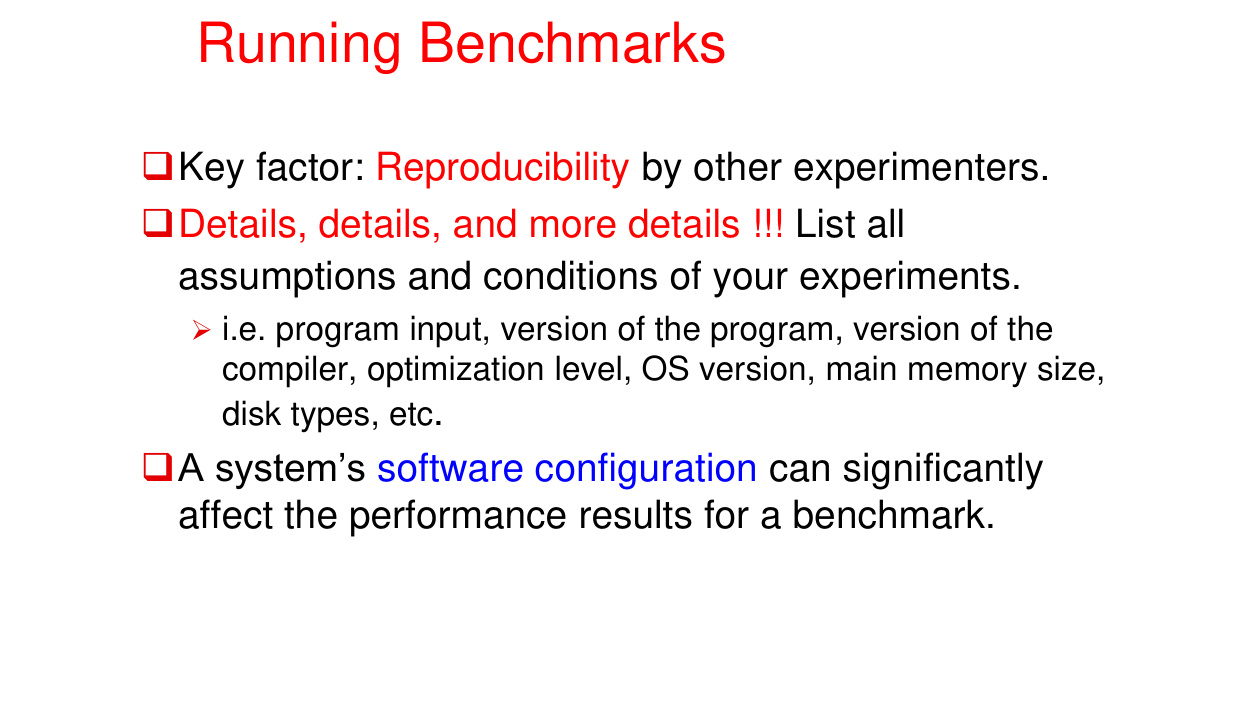 Running Benchmarks
❑Key factor: Reproducibility by other experimenters.
❑Details, details, and more details !!! List all
assumptions and conditions of your experiments.
➢ i.e. program input, version of the program, version of the
compiler, optimization level, OS version, main memory size,
disk types, etc.
❑A system’s software configuration can significantly
affect the performance results for a benchmark.